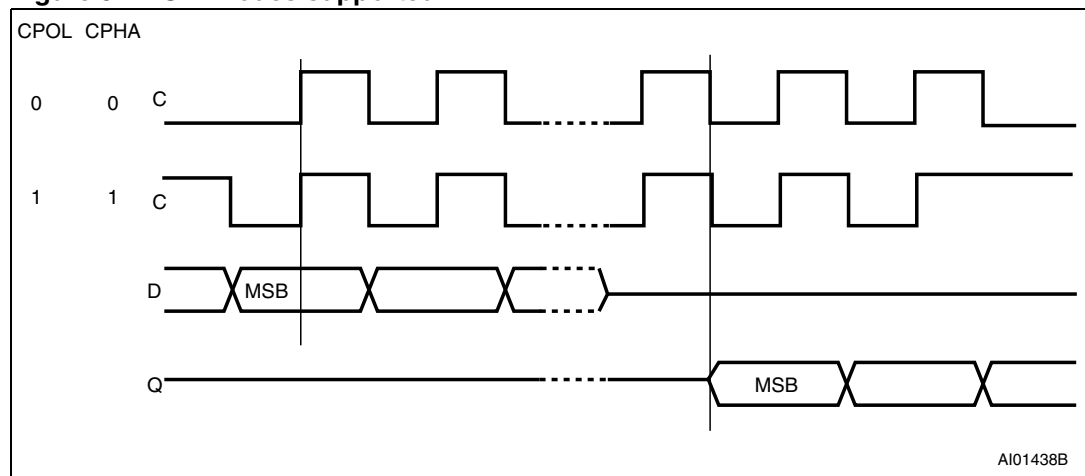 CPOL CPHA
0 0 C
1 1 C
D MSB
Q MSB
AI01438B